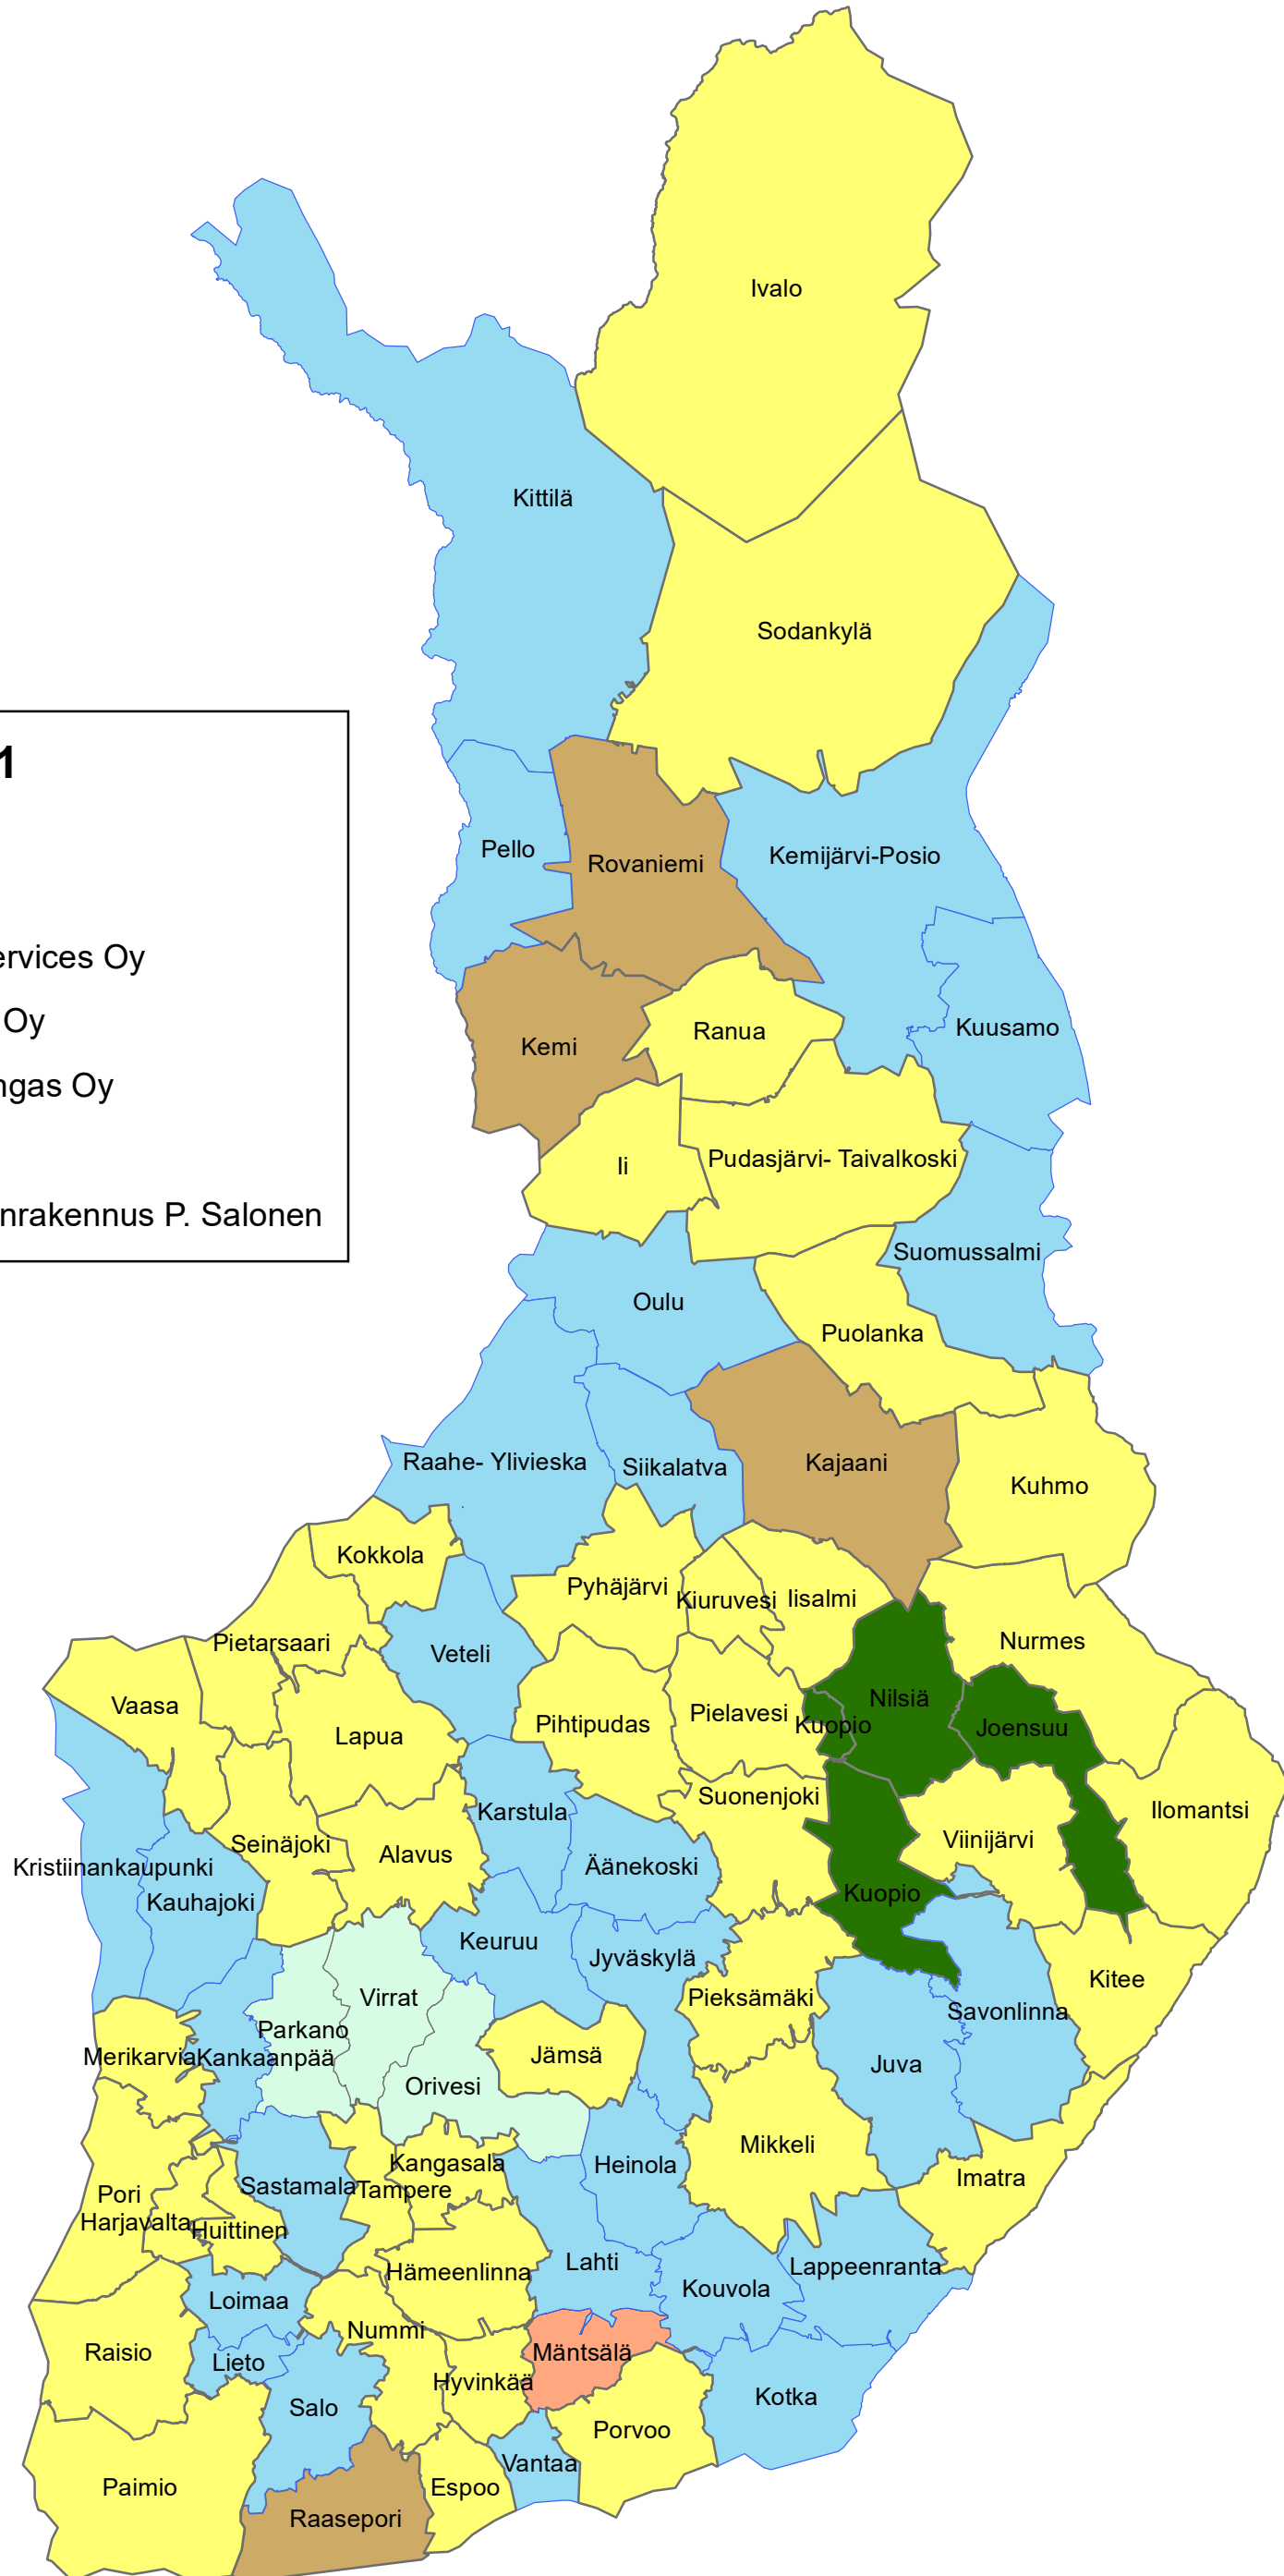 Ivalo
Kittilä
Sodankylä
1
Pello
Rovaniemi
Kemijärvi-Posio
ervices Oy
Oy
Kuusamo
Ranua
Kemi
ngas Oy
Ii
Pudasjärvi- Taivalkoski
nrakennus P. Salonen
Suomussalmi
Oulu
Puolanka
Raahe- Ylivieska
Siikalatva
Kajaani
Kuhmo
Kokkola
Pyhäjärvi
Kiuruvesi
Iisalmi
Pietarsaari
Veteli
Nurmes
Vaasa
Lapua
Pihtipudas
Pielavesi
Kuopio
Nilsiä
Joensuu
Suonenjoki
Karstula
Viinijärvi
Ilomantsi
Seinäjoki
Alavus
Äänekoski
Kristiinankaupunki
Kauhajoki
Kuopio
Keuruu
Jyväskylä
Virrat
Pieksämäki
Kitee
Savonlinna
Parkano
Merikarvia
Kankaanpää
Jämsä
Juva
Orivesi
Mikkeli
Kangasala
Heinola
Imatra
Sastamala
Tampere
Pori
Harjavalta
Huittinen
Hämeenlinna
Lahti
Lappeenranta
Kouvola
Loimaa
Nummi
Raisio
Lieto
Mäntsälä
Hyvinkää
Kotka
Salo
Porvoo
Vantaa
Paimio
Espoo
Raasepori